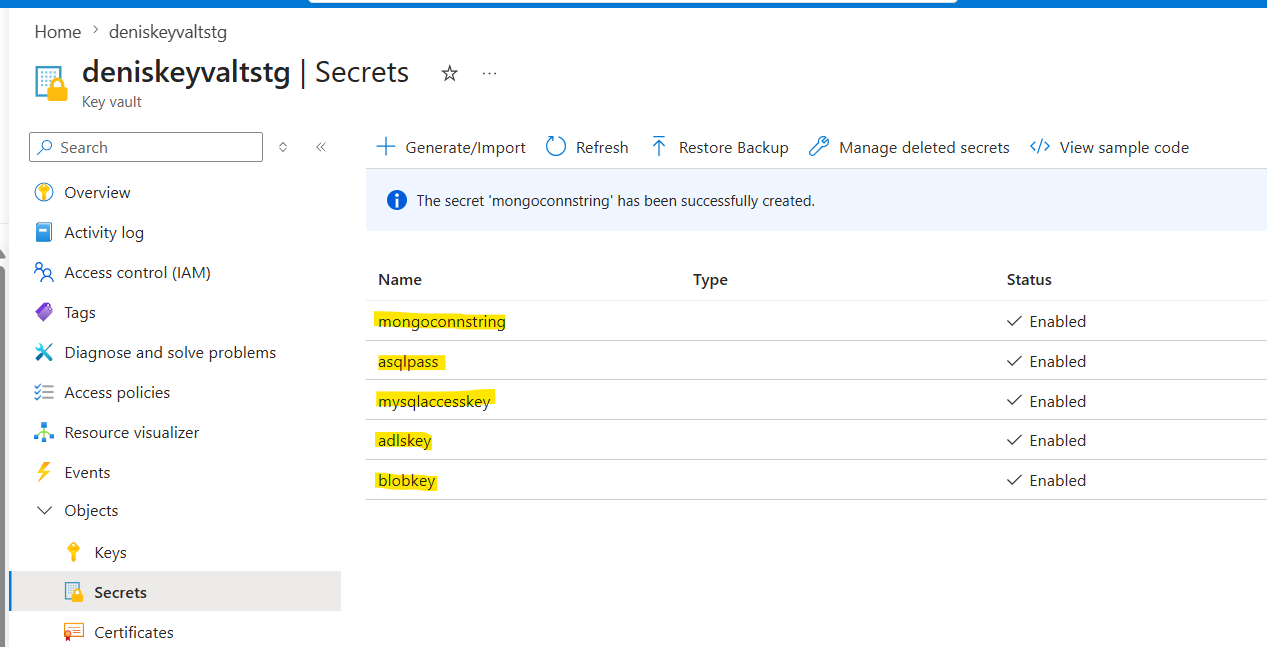 Home > deniskeyvaltstg
deniskeyvaltstg | Secrets
Key vault
Search
Generate/Import Refresh Restore Backup Manage deleted secrets View sample code
Overview
Activity log
Access control (IAM)
Tags
Diagnose and solve problems
Access policies
Resource visualizer
Events
Objects
Keys
Secrets
Certificates
The secret 'mongoconnstring' has been successfully created.
Name Type Status
mongoconnstring Enabled
asqlpass Enabled
mysqlaccesskey Enabled
adlskey Enabled
blobkey Enabled